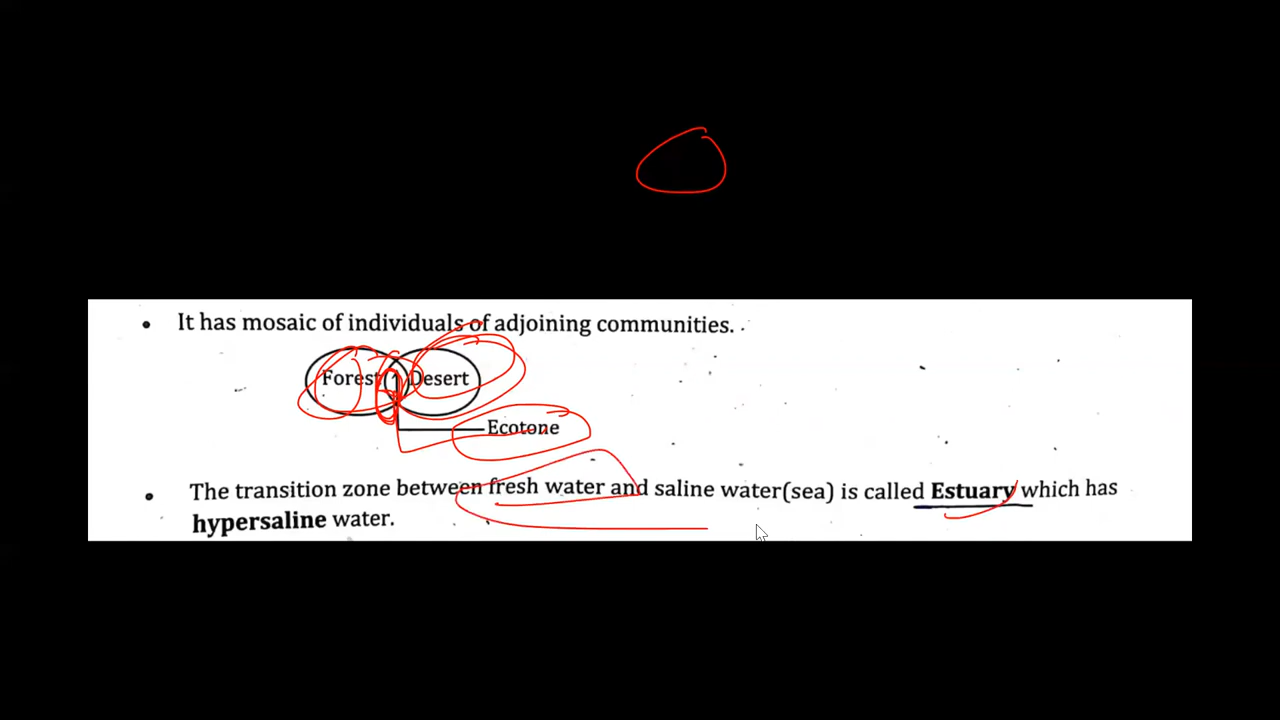 • It has mosaic of individuals of adjoining communities.
Forest Desert
Ecotone
• The transition zone between fresh water and saline water(sea) is called Estuary which has
hypersaline water.